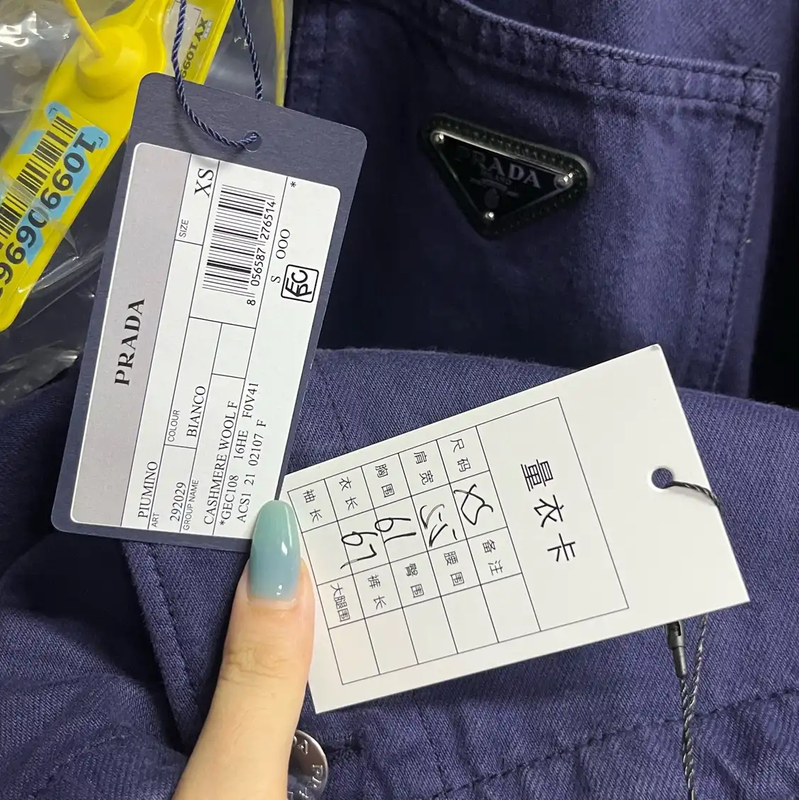 PRADA
PIUMINO
ART
292029
COLOUR
BIANCO
SIZE
XS
GROUP NAME
CASHMERE WOOL F
*GEC108 16HE F0V41
ACS1 21 02107 F
8 056587 276514
*
S 000
PRADA
量衣卡
尺码
XS
备注
肩宽
腰围
胸围
61
臀围
衣长
67
裤长
袖长
大腿围